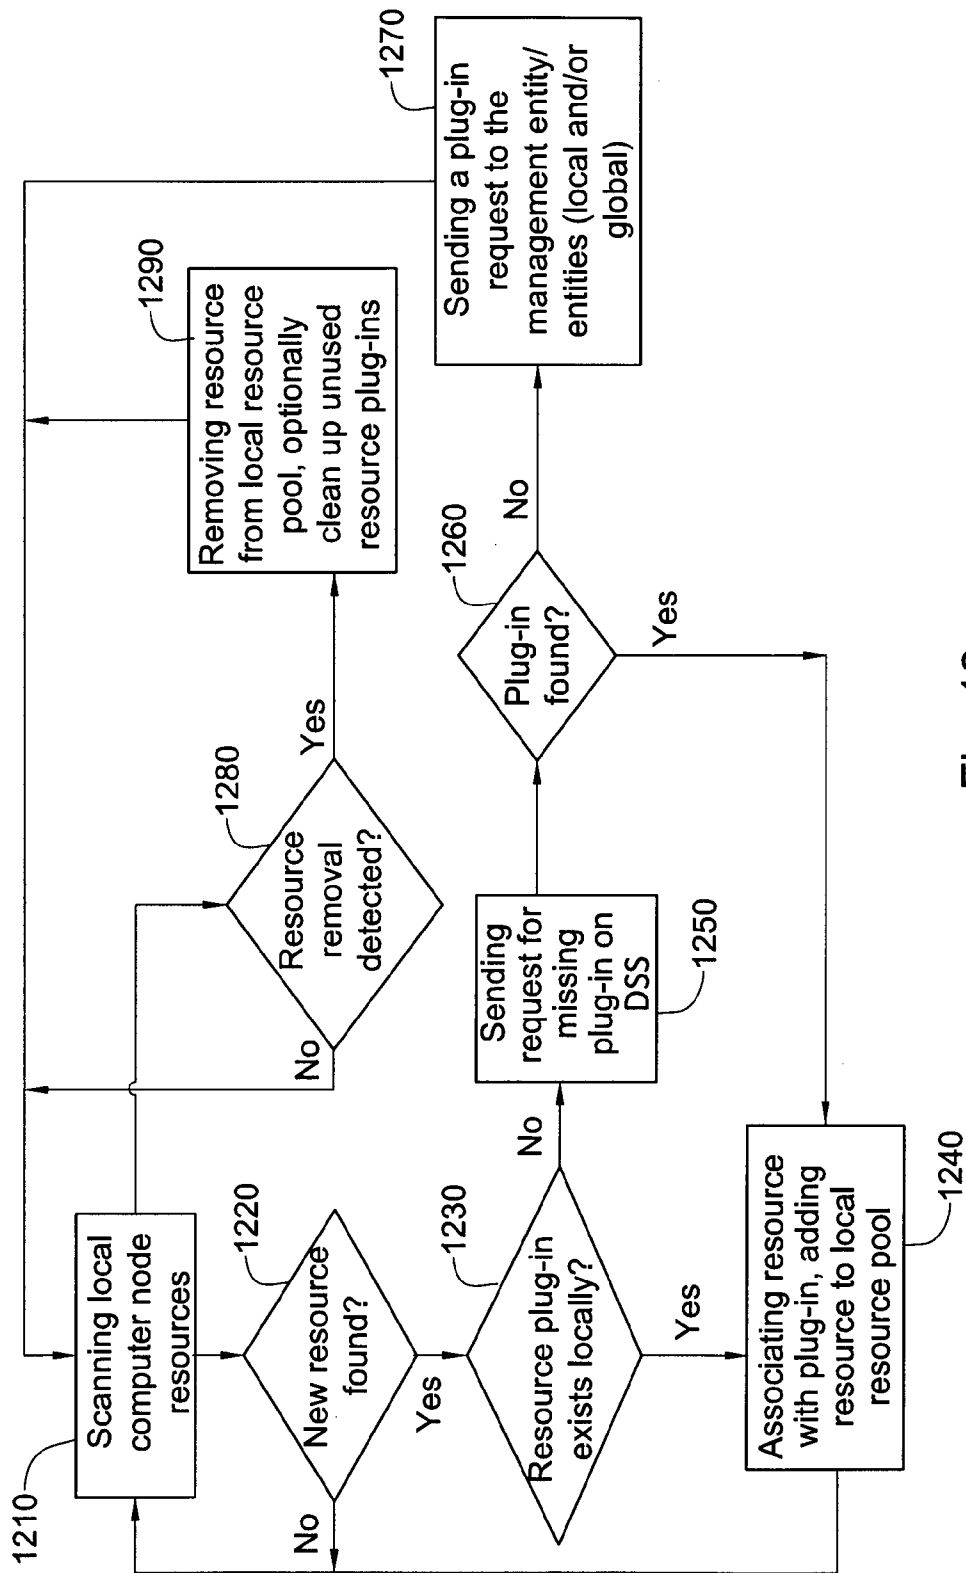 1210
Scanning local
computer node
resources
1220
New resource
found?
No
Yes
1230
Resource plug-in
exists locally?
No
Yes
1240
Associating resource
with plug-in, adding
resource to local
resource pool
1250
Sending
request for
missing
plug-in on
DSS
1260
Plug-in
found?
No
Yes
1270
Sending a plug-in
request to the
management entity/
entities (local and/or
global)
1280
Resource
removal
detected?
No
Yes
1290
Removing resource
from local resource
pool, optionally
clean up unused
resource plug-ins